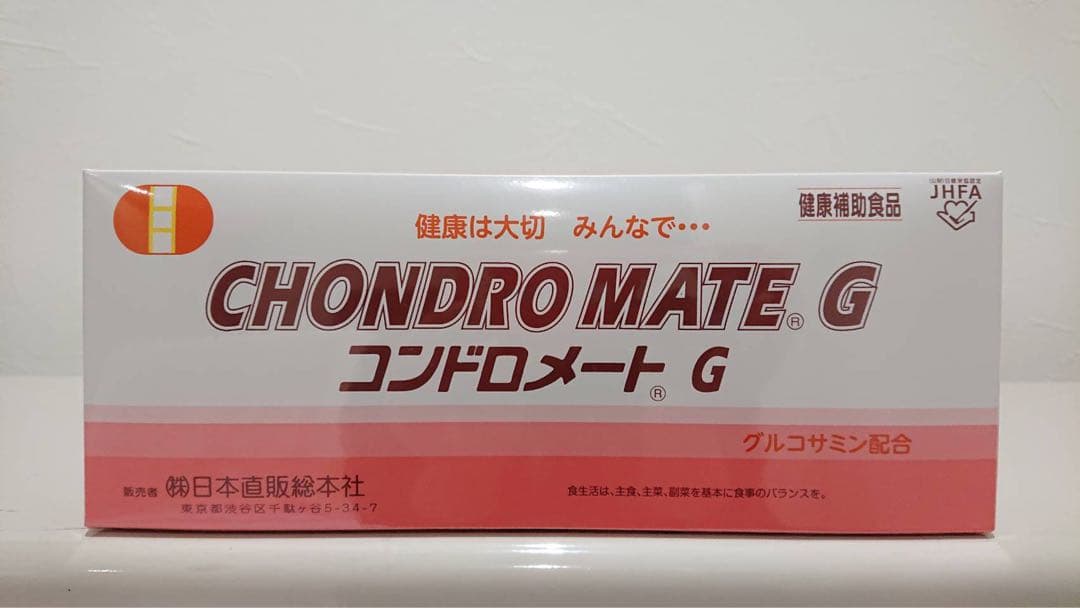 健康補助食品
JHFA
健康は大切 みんなで・・・
CHONDRO MATE® G
コンドロメート® G
グルコサミン配合
販売者 ㈱日本直販総本社
東京都渋谷区千駄ヶ谷5-34-7
食生活は、主食、主菜、副菜を基本に食事のバランスを。